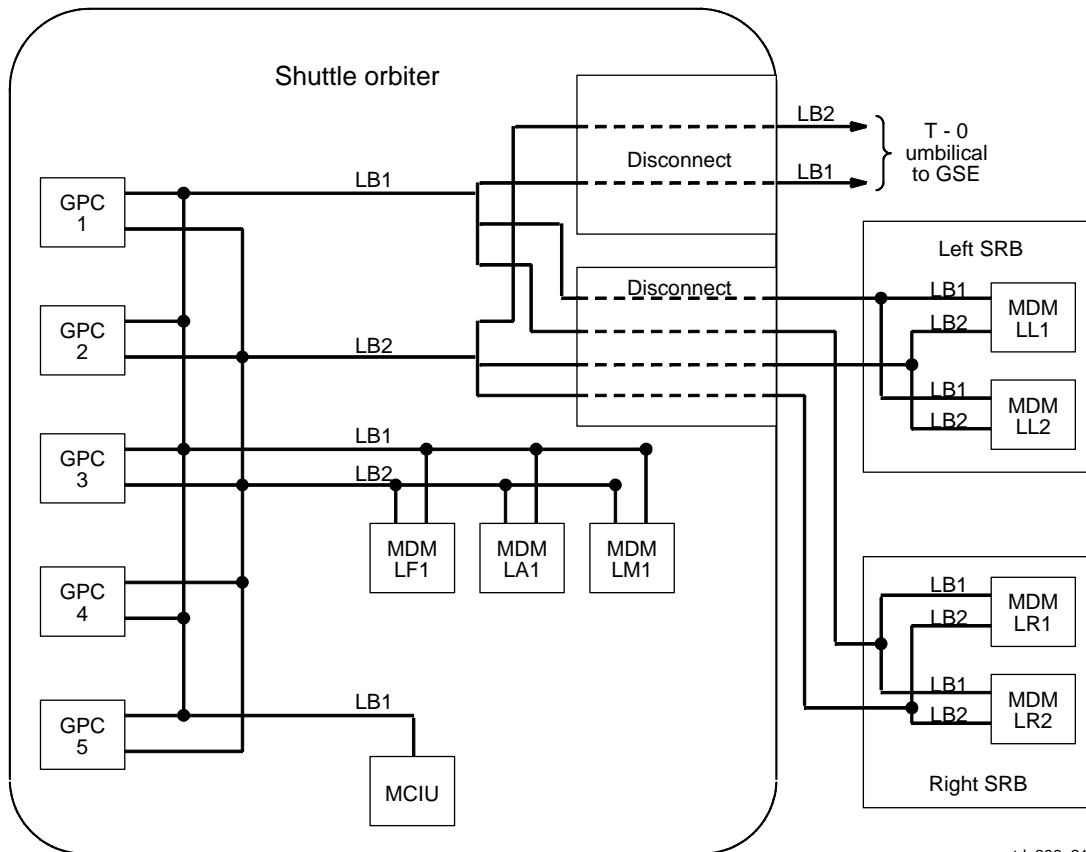 Shuttle orbiter
LB2
T - 0
umbilical
to GSE
Disconnect
LB1
LB1
GPC
1
Left SRB
Disconnect
LB1
MDM
LL1
LB2
GPC
2
LB2
LB1
MDM
LL2
LB2
LB1
GPC
3
LB2
MDM
LF1
MDM
LA1
MDM
LM1
GPC
4
LB1
MDM
LR1
LB2
LB1
MDM
LR2
LB2
LB1
GPC
5
MCIU
Right SRB